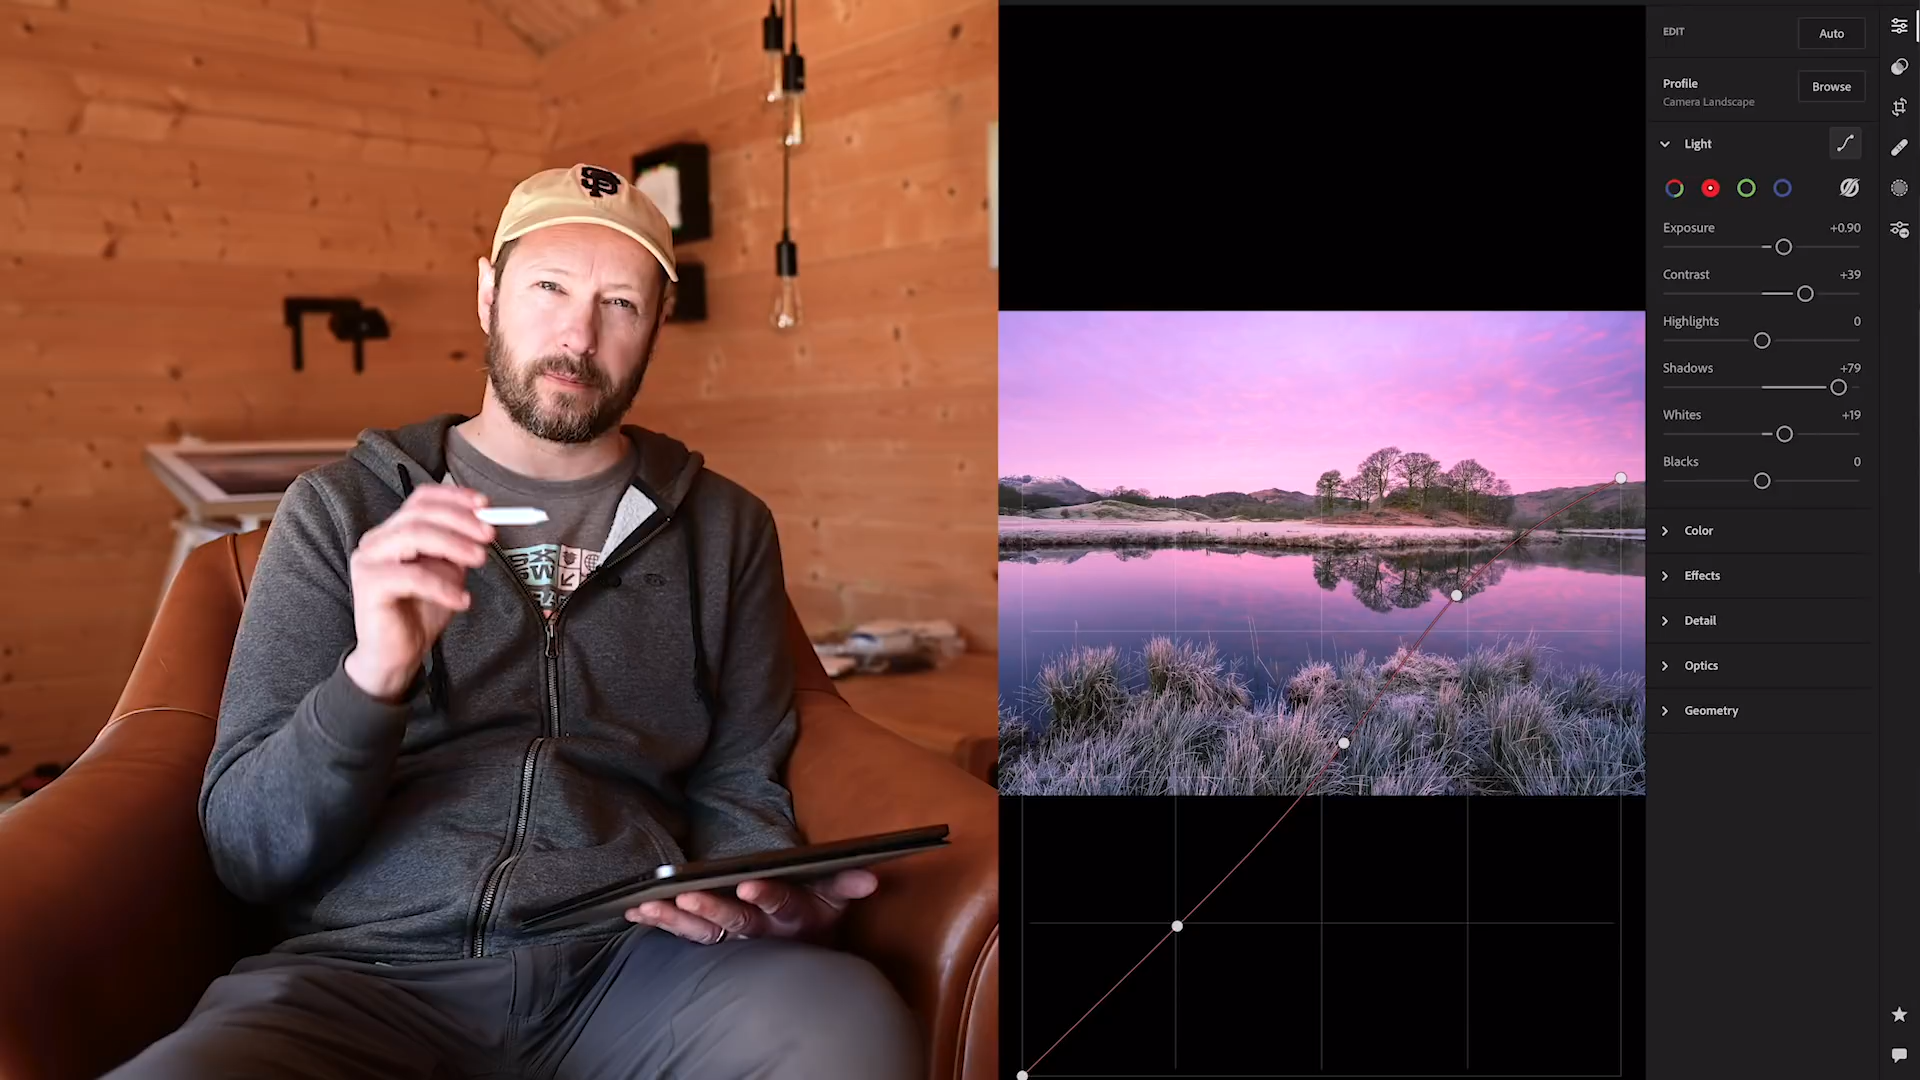 SF
EDIT
Auto
Profile
Camera Landscape
Browse
Light
Exposure
+0.90
Contrast
+39
Highlights
0
Shadows
+79
Whites
+19
Blacks
0
Color
Effects
Detail
Optics
Geometry